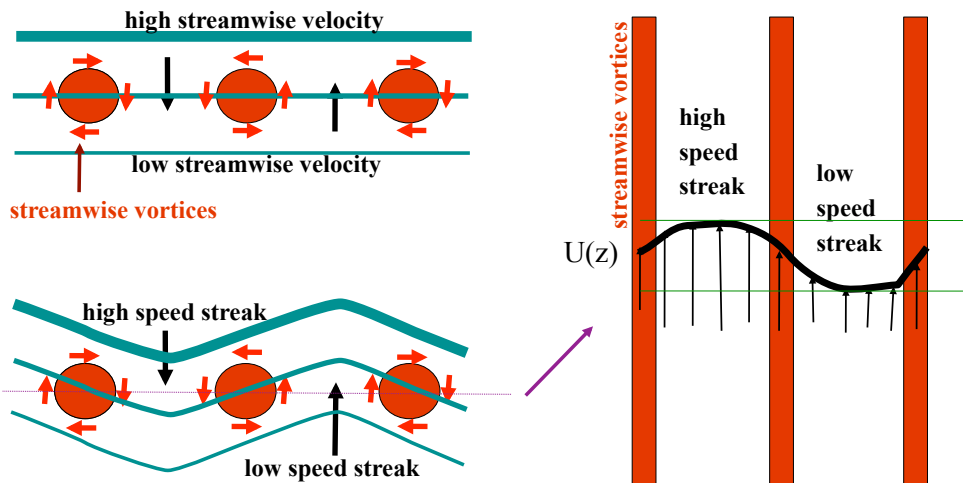 high streamwise velocity
low streamwise velocity
streamwise vortices
high speed streak
low speed streak
streamwise vortices
high
speed
streak
low
speed
streak
U(z)